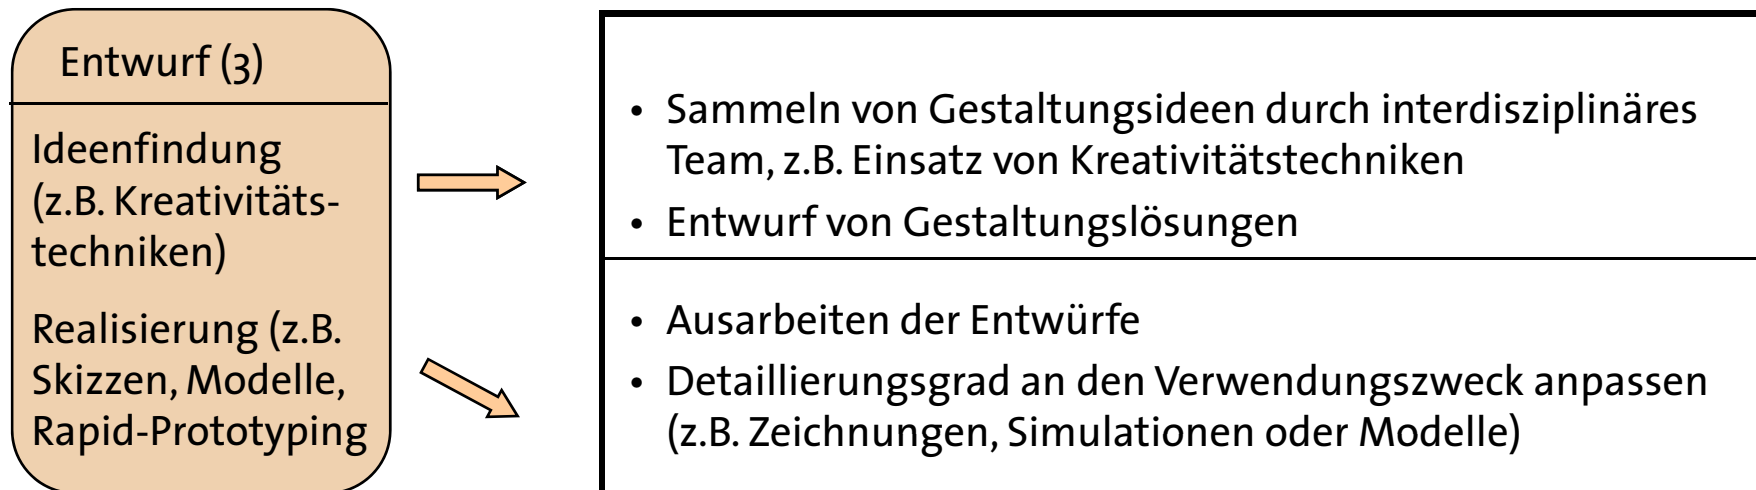 Entwurf (3)
Ideenfindung
(z.B. Kreativitäts-
techniken)
Realisierung (z.B.
Skizzen, Modelle,
Rapid-Prototyping
• Sammeln von Gestaltungsideen durch interdisziplinäres
Team, z.B. Einsatz von Kreativitätstechniken
• Entwurf von Gestaltungslösungen
• Ausarbeiten der Entwürfe
• Detaillierungsgrad an den Verwendungszweck anpassen
(z.B. Zeichnungen, Simulationen oder Modelle)